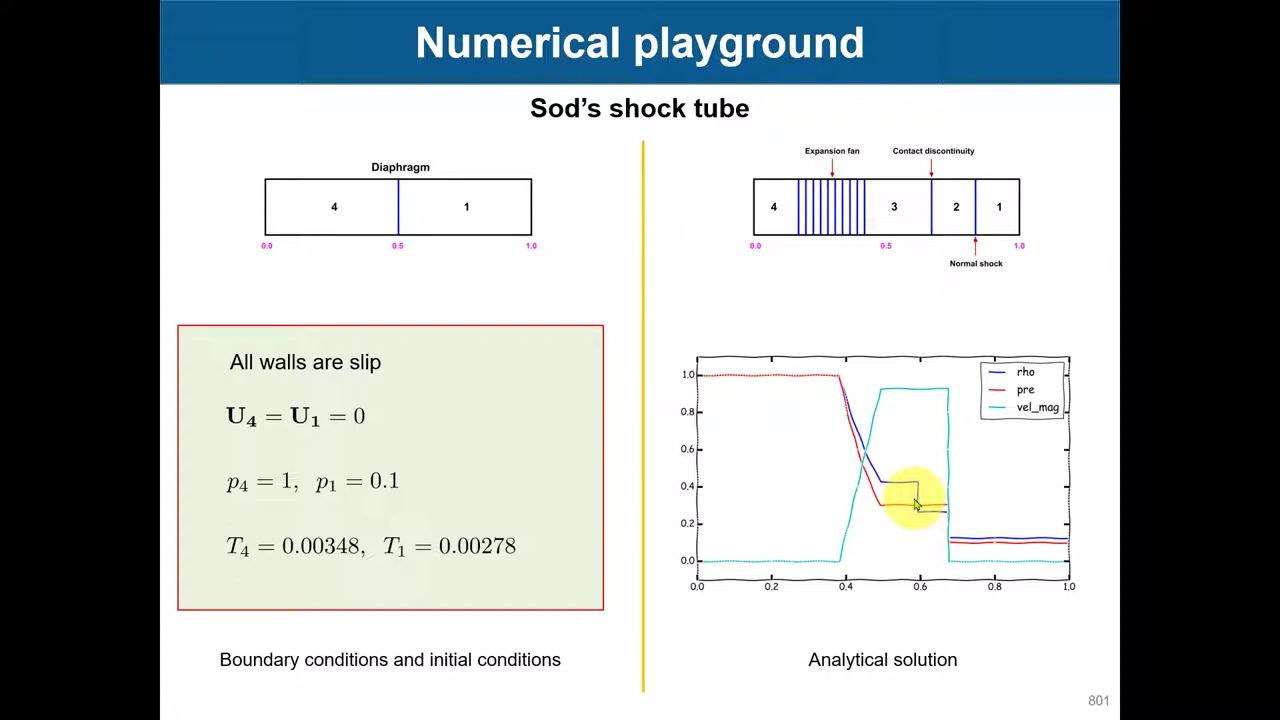 Numerical playground
Sod's shock tube
Diaphragm
4 1
0.0 0.5 1.0
Expansion fan Contact discontinuity
4 3 2 1
0.0 0.5 1.0
Normal shock
All walls are slip
U₄ = U₁ = 0
p₄ = 1, p₁ = 0.1
T₄ = 0.00348, T₁ = 0.00278
Boundary conditions and initial conditions
rho
pre
vel_mag
1.0
0.8
0.6
0.4
0.2
0.0
0.0 0.2 0.4 0.6 0.8 1.0
Analytical solution
801